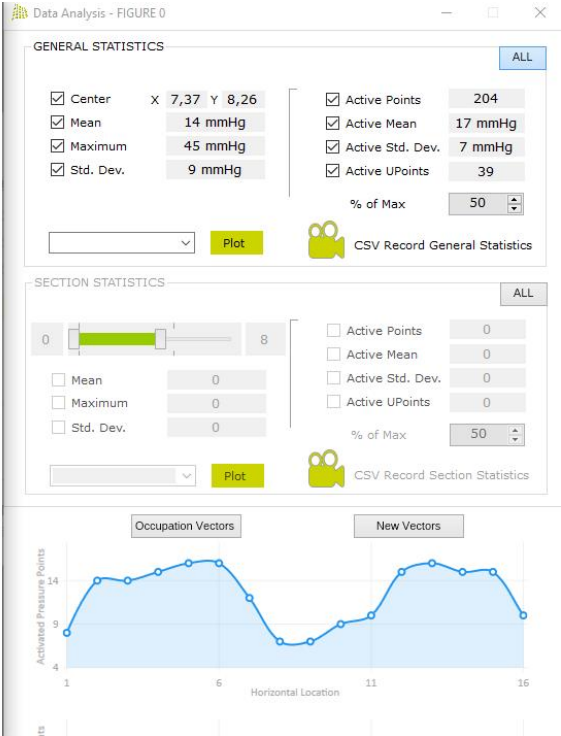 Data Analysis - FIGURE 0
GENERAL STATISTICS
ALL
Center X 7,37 Y 8,26
Mean 14 mmHg
Maximum 45 mmHg
Std. Dev. 9 mmHg
Active Points 204
Active Mean 17 mmHg
Active Std. Dev. 7 mmHg
Active UPoints 39
% of Max 50
Plot
CSV Record General Statistics
SECTION STATISTICS
ALL
0 8
Mean 0
Maximum 0
Std. Dev. 0
Active Points 0
Active Mean 0
Active Std. Dev. 0
Active UPoints 0
% of Max 50
Plot
CSV Record Section Statistics
Occupation Vectors
New Vectors
Activated Pressure Points
14
9
4
1 6 11 16
Horizontal Location